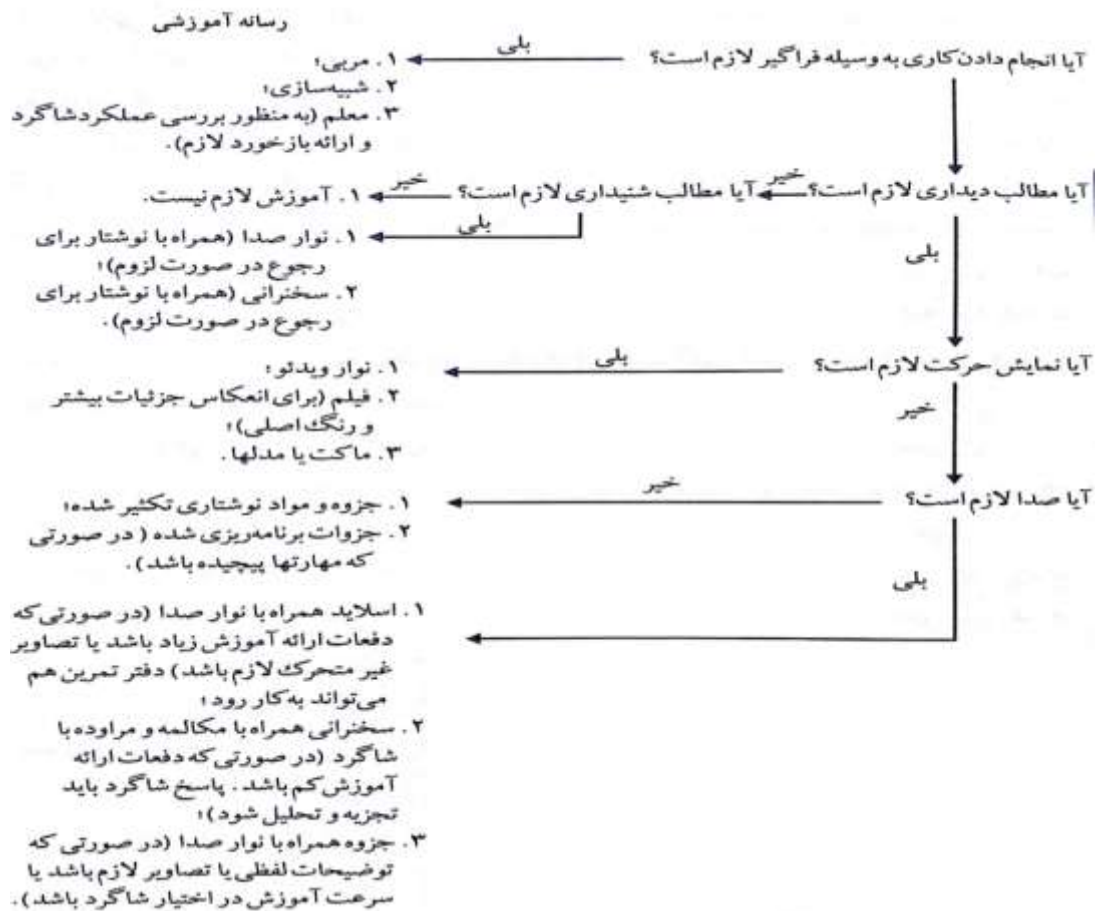 رسانه آموزشی
آیا انجام دادن کاری به وسیله فراگیر لازم است؟ بلی ۱. مربی؛
۲. شبیه‌سازی؛
۳. معلم (به منظور بررسی عملکرد شاگرد
و ارائه بازخورد لازم).
آیا مطالب دیداری لازم است؟ خیر آیا مطالب شنیداری لازم است؟ خیر ۱. آموزش لازم نیست.
بلی ۱. نوار صدا (همراه با نوشتار برای
رجوع در صورت لزوم)؛
بلی
۲. سخنرانی (همراه با نوشتار برای
رجوع در صورت لزوم).
آیا نمایش حرکت لازم است؟ بلی ۱. نوار ویدئو؛
۲. فیلم (برای انعکاس جزئیات بیشتر
خیر
و رنگ اصلی)؛
۳. ماکت یا مدلها.
آیا صدا لازم است؟ خیر ۱. جزوه و مواد نوشتاری تکثیر شده؛
۲. جزوات برنامه‌ریزی شده (در صورتی
که مهارتها پیچیده باشد).
بلی
۱. اسلاید همراه با نوار صدا (در صورتی که
دفعات ارائه آموزش زیاد باشد یا تصاویر
غیر متحرک لازم باشد) دفتر تمرین هم
می‌تواند به کار رود؛
۲. سخنرانی همراه با مکالمه و مراوده با
شاگرد (در صورتی که دفعات ارائه
آموزش کم باشد. پاسخ شاگرد باید
تجزیه و تحلیل شود)؛
۳. جزوه همراه با نوار صدا (در صورتی که
توضیحات لفظی یا تصاویر لازم باشد یا
سرعت آموزش در اختیار شاگرد باشد).